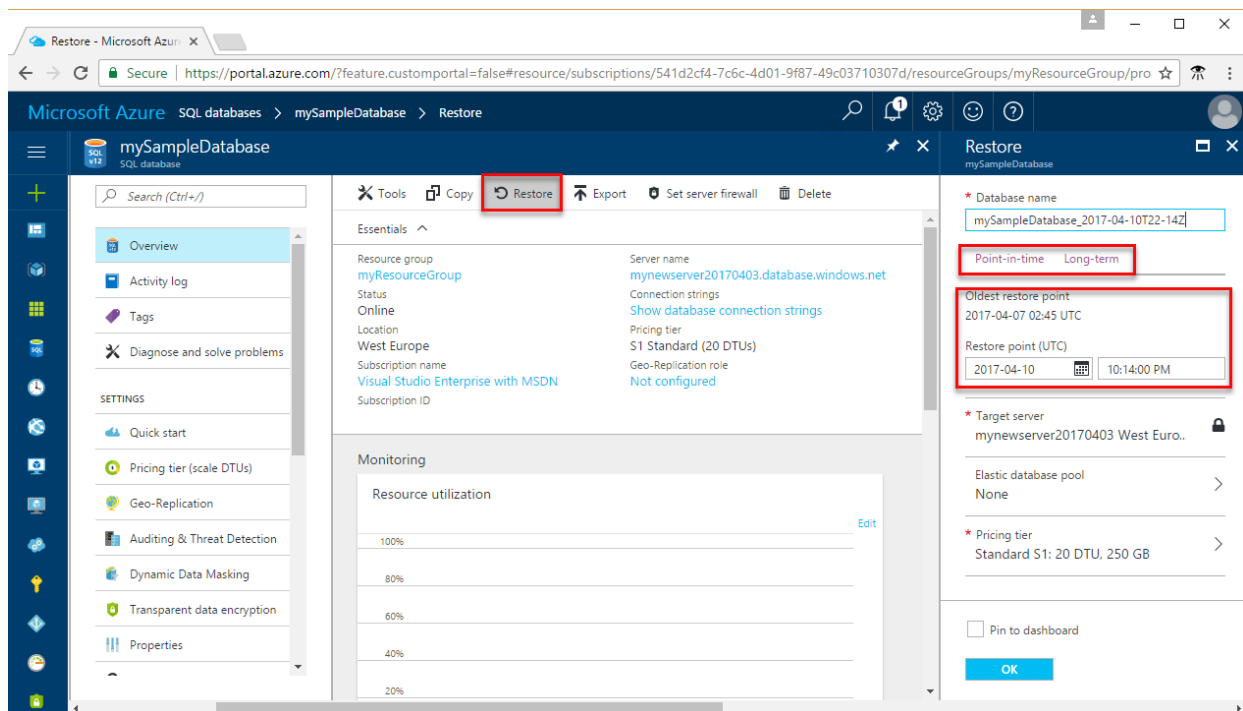 Restore - Microsoft Azur
Secure | https://portal.azure.com/?feature.customportal=false#resource/subscriptions/541d2cf4-7c6c-4d01-9f87-49c03710307d/resourceGroups/myResourceGroup/pro
Microsoft Azure SQL databases > mySampleDatabase > Restore
1
SQL v12
mySampleDatabase
SQL database
Search (Ctrl+/)
Overview
Activity log
Tags
Diagnose and solve problems
SETTINGS
Quick start
Pricing tier (scale DTUs)
Geo-Replication
Auditing & Threat Detection
Dynamic Data Masking
Transparent data encryption
Properties
Tools Copy Restore Export Set server firewall Delete
Essentials
Resource group
myResourceGroup
Status
Online
Location
West Europe
Subscription name
Visual Studio Enterprise with MSDN
Subscription ID
Server name
mynewserver20170403.database.windows.net
Connection strings
Show database connection strings
Pricing tier
S1 Standard (20 DTUs)
Geo-Replication role
Not configured
Monitoring
Resource utilization
Edit
100%
80%
60%
40%
20%
Restore
mySampleDatabase
* Database name
mySampleDatabase_2017-04-10T22-14Z
Point-in-time Long-term
Oldest restore point
2017-04-07 02:45 UTC
Restore point (UTC)
2017-04-10 10:14:00 PM
* Target server
mynewserver20170403 West Euro..
Elastic database pool
None
* Pricing tier
Standard S1: 20 DTU, 250 GB
Pin to dashboard
OK